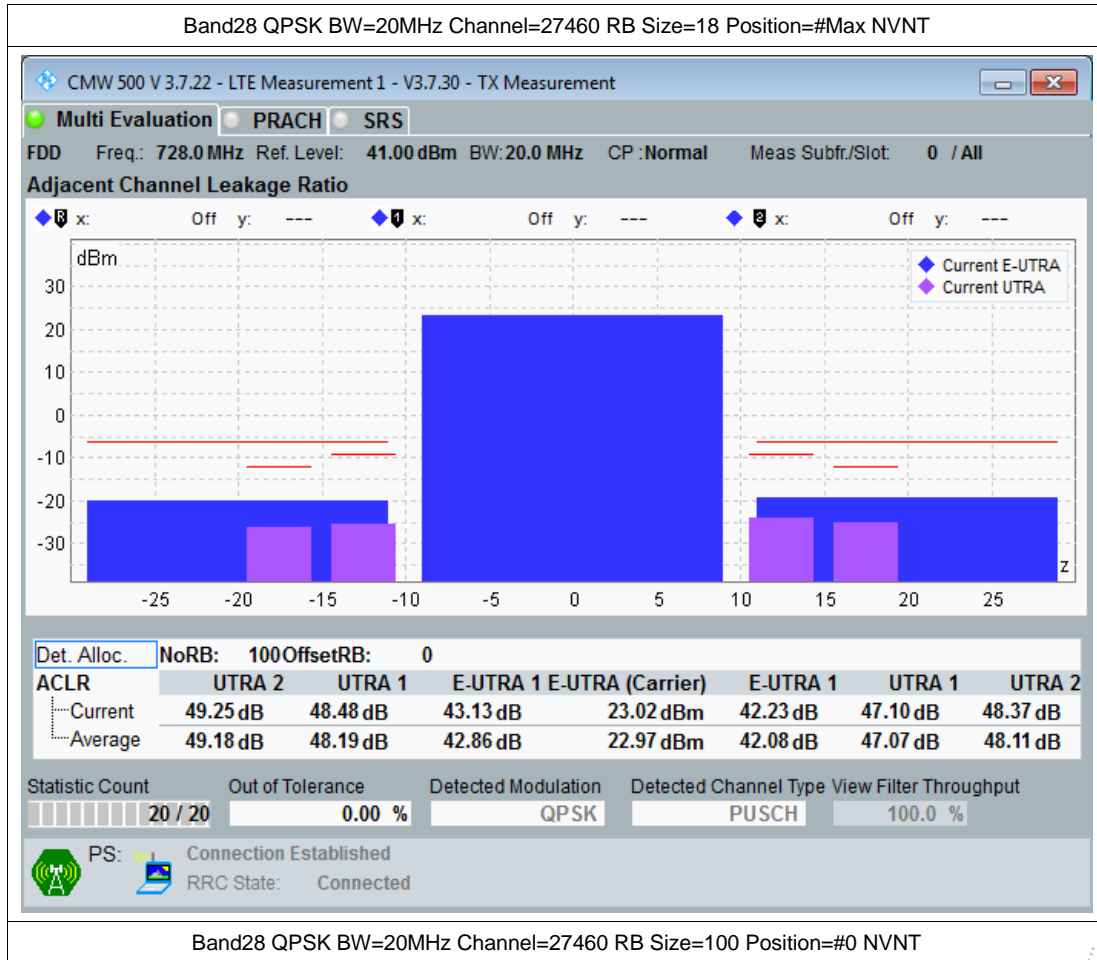 Band28 QPSK BW=20MHz Channel=27460 RB Size=18 Position=#Max NVNT
CMW 500 V 3.7.22 - LTE Measurement 1 - V3.7.30 - TX Measurement
Multi Evaluation PRACH SRS
FDD Freq.: 728.0 MHz Ref. Level: 41.00 dBm BW: 20.0 MHz CP : Normal Meas Subfr./Slot: 0 / All
Adjacent Channel Leakage Ratio
R x: Off y: --- 1 x: Off y: --- 2 x: Off y: ---
dBm
Current E-UTRA
Current UTRA
30
20
10
0
-10
-20
-30
z
-25 -20 -15 -10 -5 0 5 10 15 20 25
Det. Alloc. NoRB: 100 OffsetRB: 0
ACLR UTRA 2 UTRA 1 E-UTRA 1 E-UTRA (Carrier) E-UTRA 1 UTRA 1 UTRA 2
Current 49.25 dB 48.48 dB 43.13 dB 23.02 dBm 42.23 dB 47.10 dB 48.37 dB
Average 49.18 dB 48.19 dB 42.86 dB 22.97 dBm 42.08 dB 47.07 dB 48.11 dB
Statistic Count Out of Tolerance Detected Modulation Detected Channel Type View Filter Throughput
20 / 20 0.00 % QPSK PUSCH 100.0 %
PS: Connection Established
RRC State: Connected
Band28 QPSK BW=20MHz Channel=27460 RB Size=100 Position=#0 NVNT